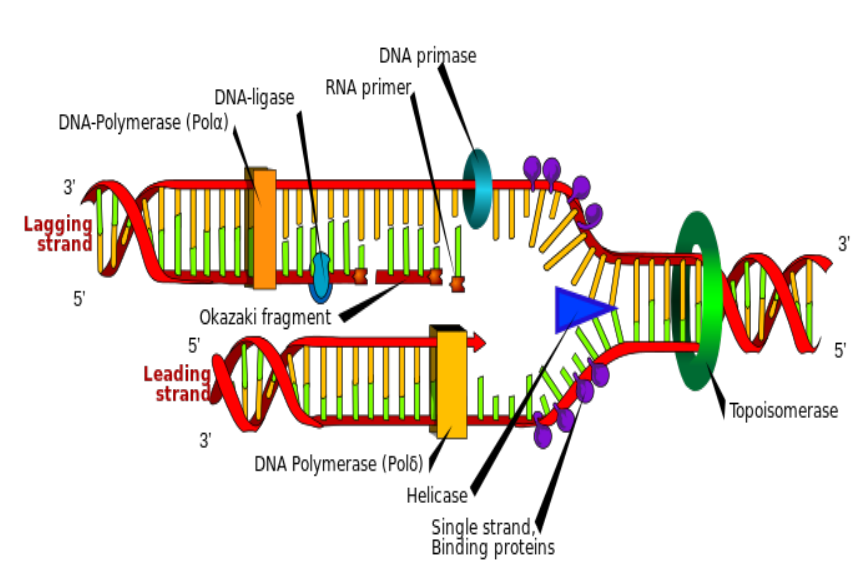 DNA primase
RNA primer
DNA-ligase
DNA-Polymerase (Polα)
3'
Lagging
strand
5'
Okazaki fragment
3'
5'
Topoisomerase
5'
Leading
strand
3'
DNA Polymerase (Polδ)
Helicase
Single strand,
Binding proteins